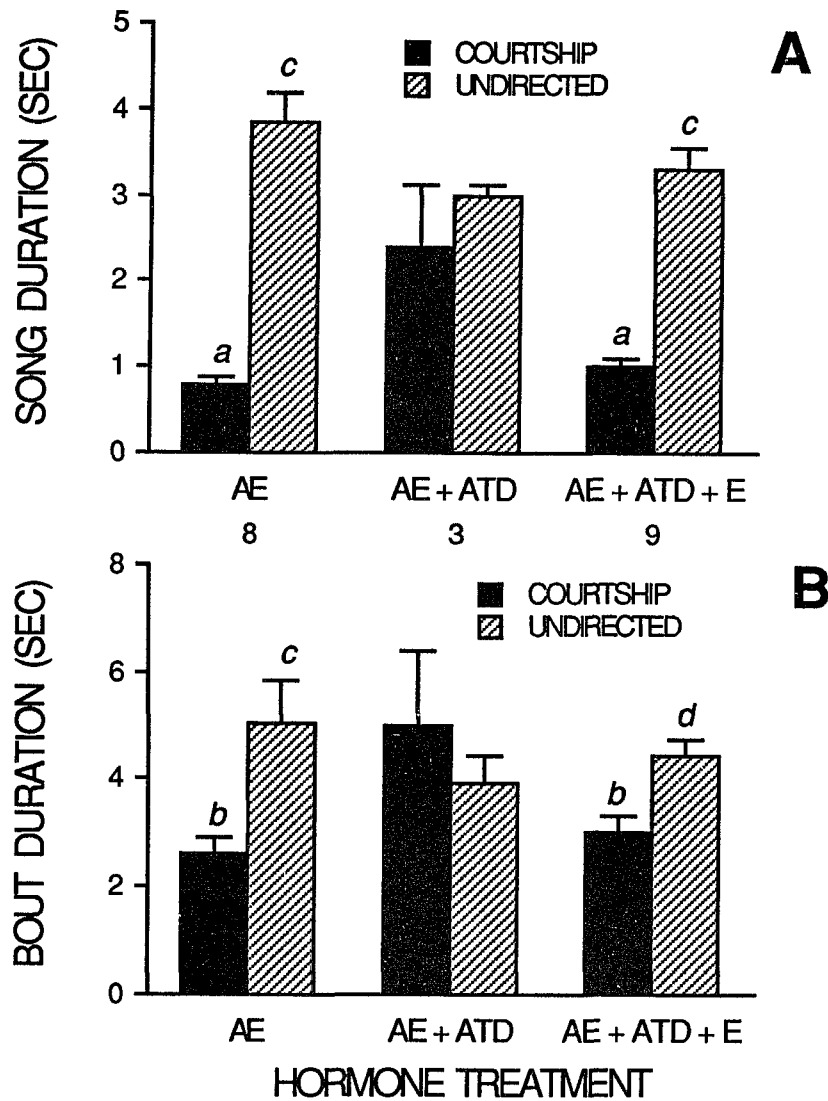 A
SONG DURATION (SEC)
5
4
3
2
1
0
COURTSHIP
UNDIRECTED
c
a
c
a
AE
AE + ATD
AE + ATD + E
8
3
9
B
BOUT DURATION (SEC)
8
6
4
2
0
COURTSHIP
UNDIRECTED
c
b
d
b
AE
AE + ATD
AE + ATD + E
HORMONE TREATMENT